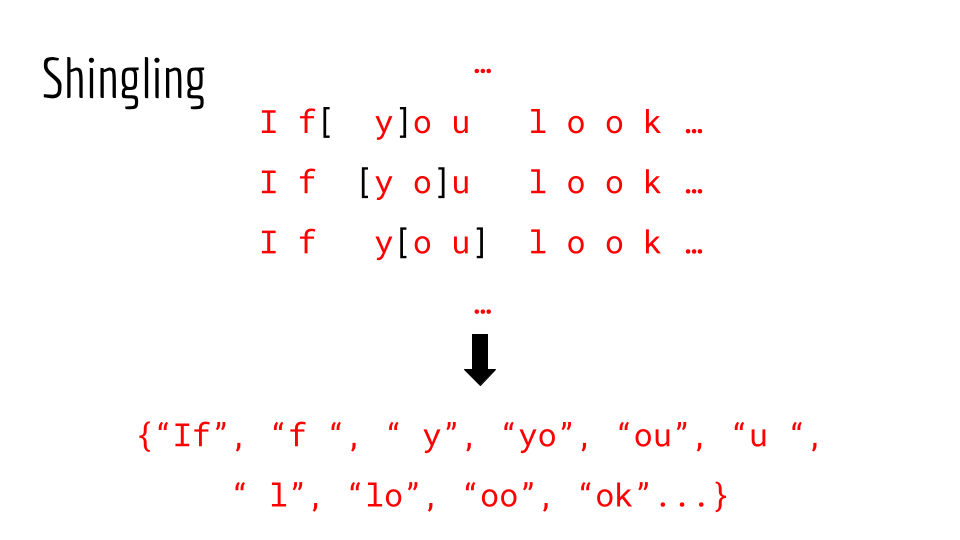 Shingling
…
I f[  y]o u   l o o k …
I f  [y o]u   l o o k …
I f   y[o u]  l o o k …
…
{“If”, “f “, “ y”, “yo”, “ou”, “u “,
“ l”, “lo”, “oo”, “ok”...}